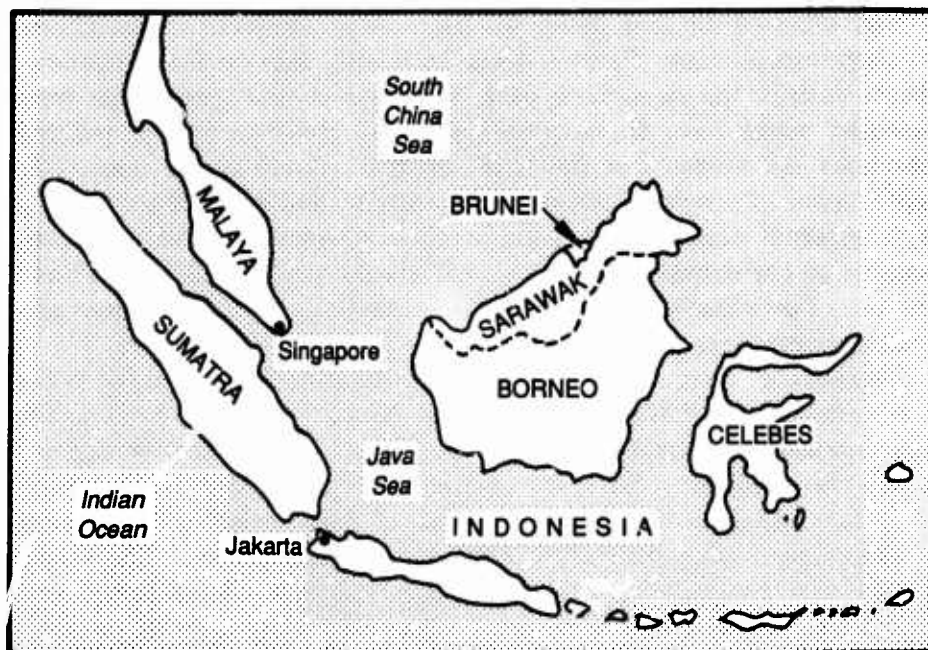 South
China
Sea
BRUNEI
MALAYA
SARAWAK
Singapore
SUMATRA
BORNEO
CELEBES
Java
Sea
Indian
Ocean
INDONESIA
Jakarta